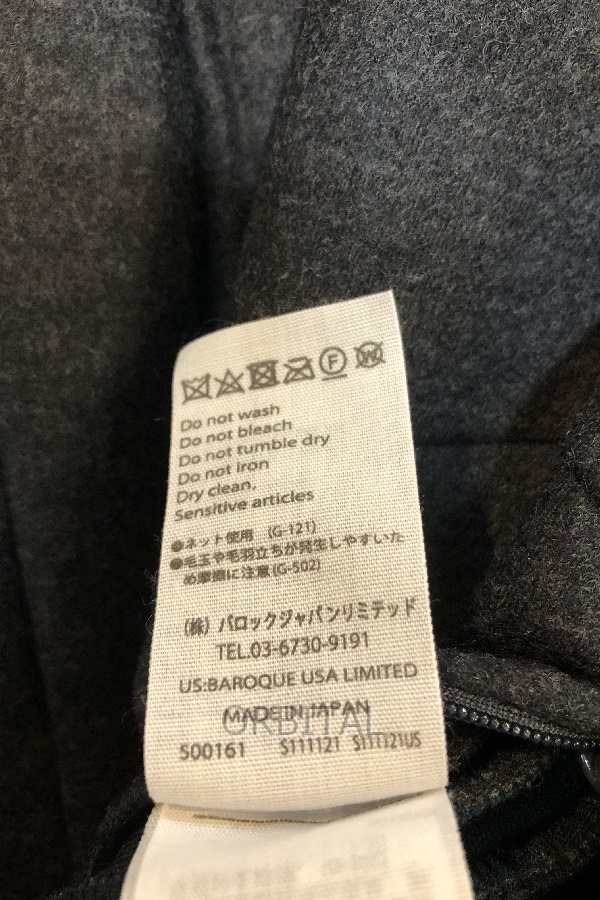 F W
Do not wash
Do not bleach
Do not tumble dry
Do not iron
Dry clean,
Sensitive articles
●ネット使用 (G-121)
●毛玉や毛羽立ちが発生しやすいた
め摩擦に注意(G-502)
(株) バロックジャパンリミテッド
TEL.03-6730-9191
US:BAROQUE USA LIMITED
MADE IN JAPAN
ORBITAL
500161 S111121 S111121US